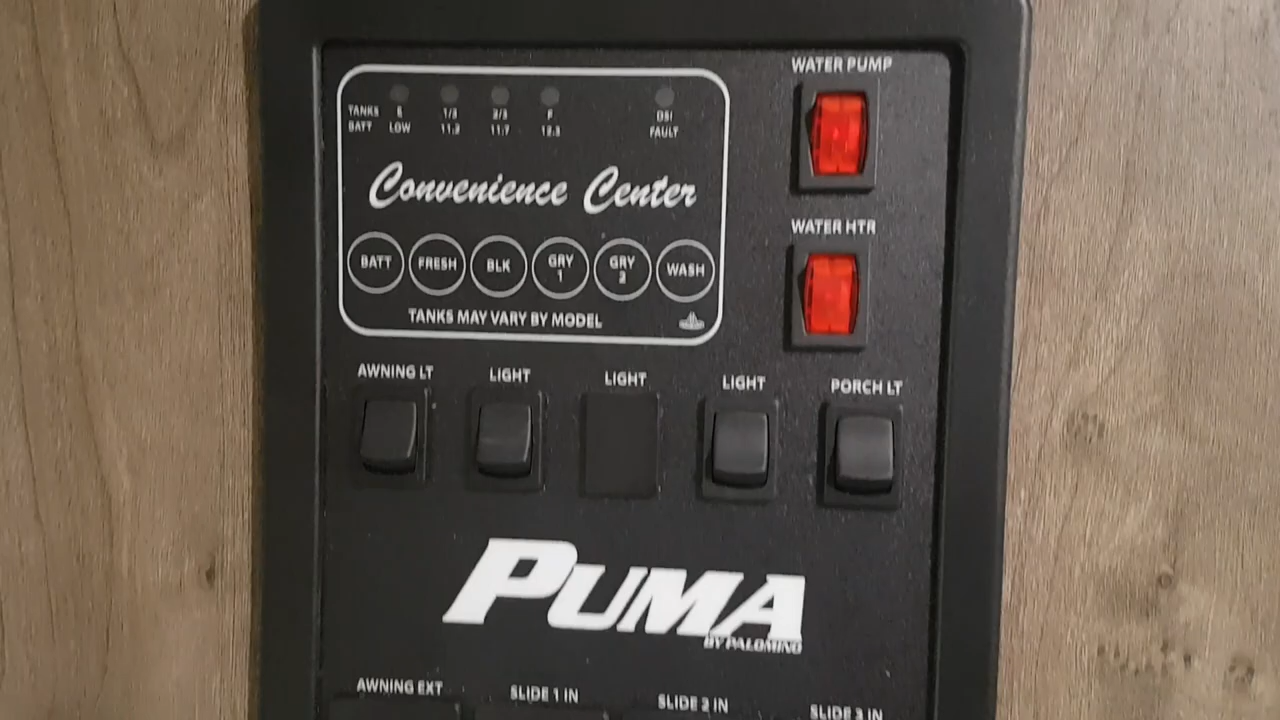 WATER PUMP
TANKS E 1/3 2/3 F DSI
BATT LOW 11.2 11.7 12.3 FAULT
Convenience Center
WATER HTR
BATT FRESH BLK GRY 1 GRY 2 WASH
TANKS MAY VARY BY MODEL
AWNING LT LIGHT LIGHT LIGHT PORCH LT
PUMA
BY PALOMINO
AWNING EXT SLIDE 1 IN SLIDE 2 IN SLIDE 3 IN